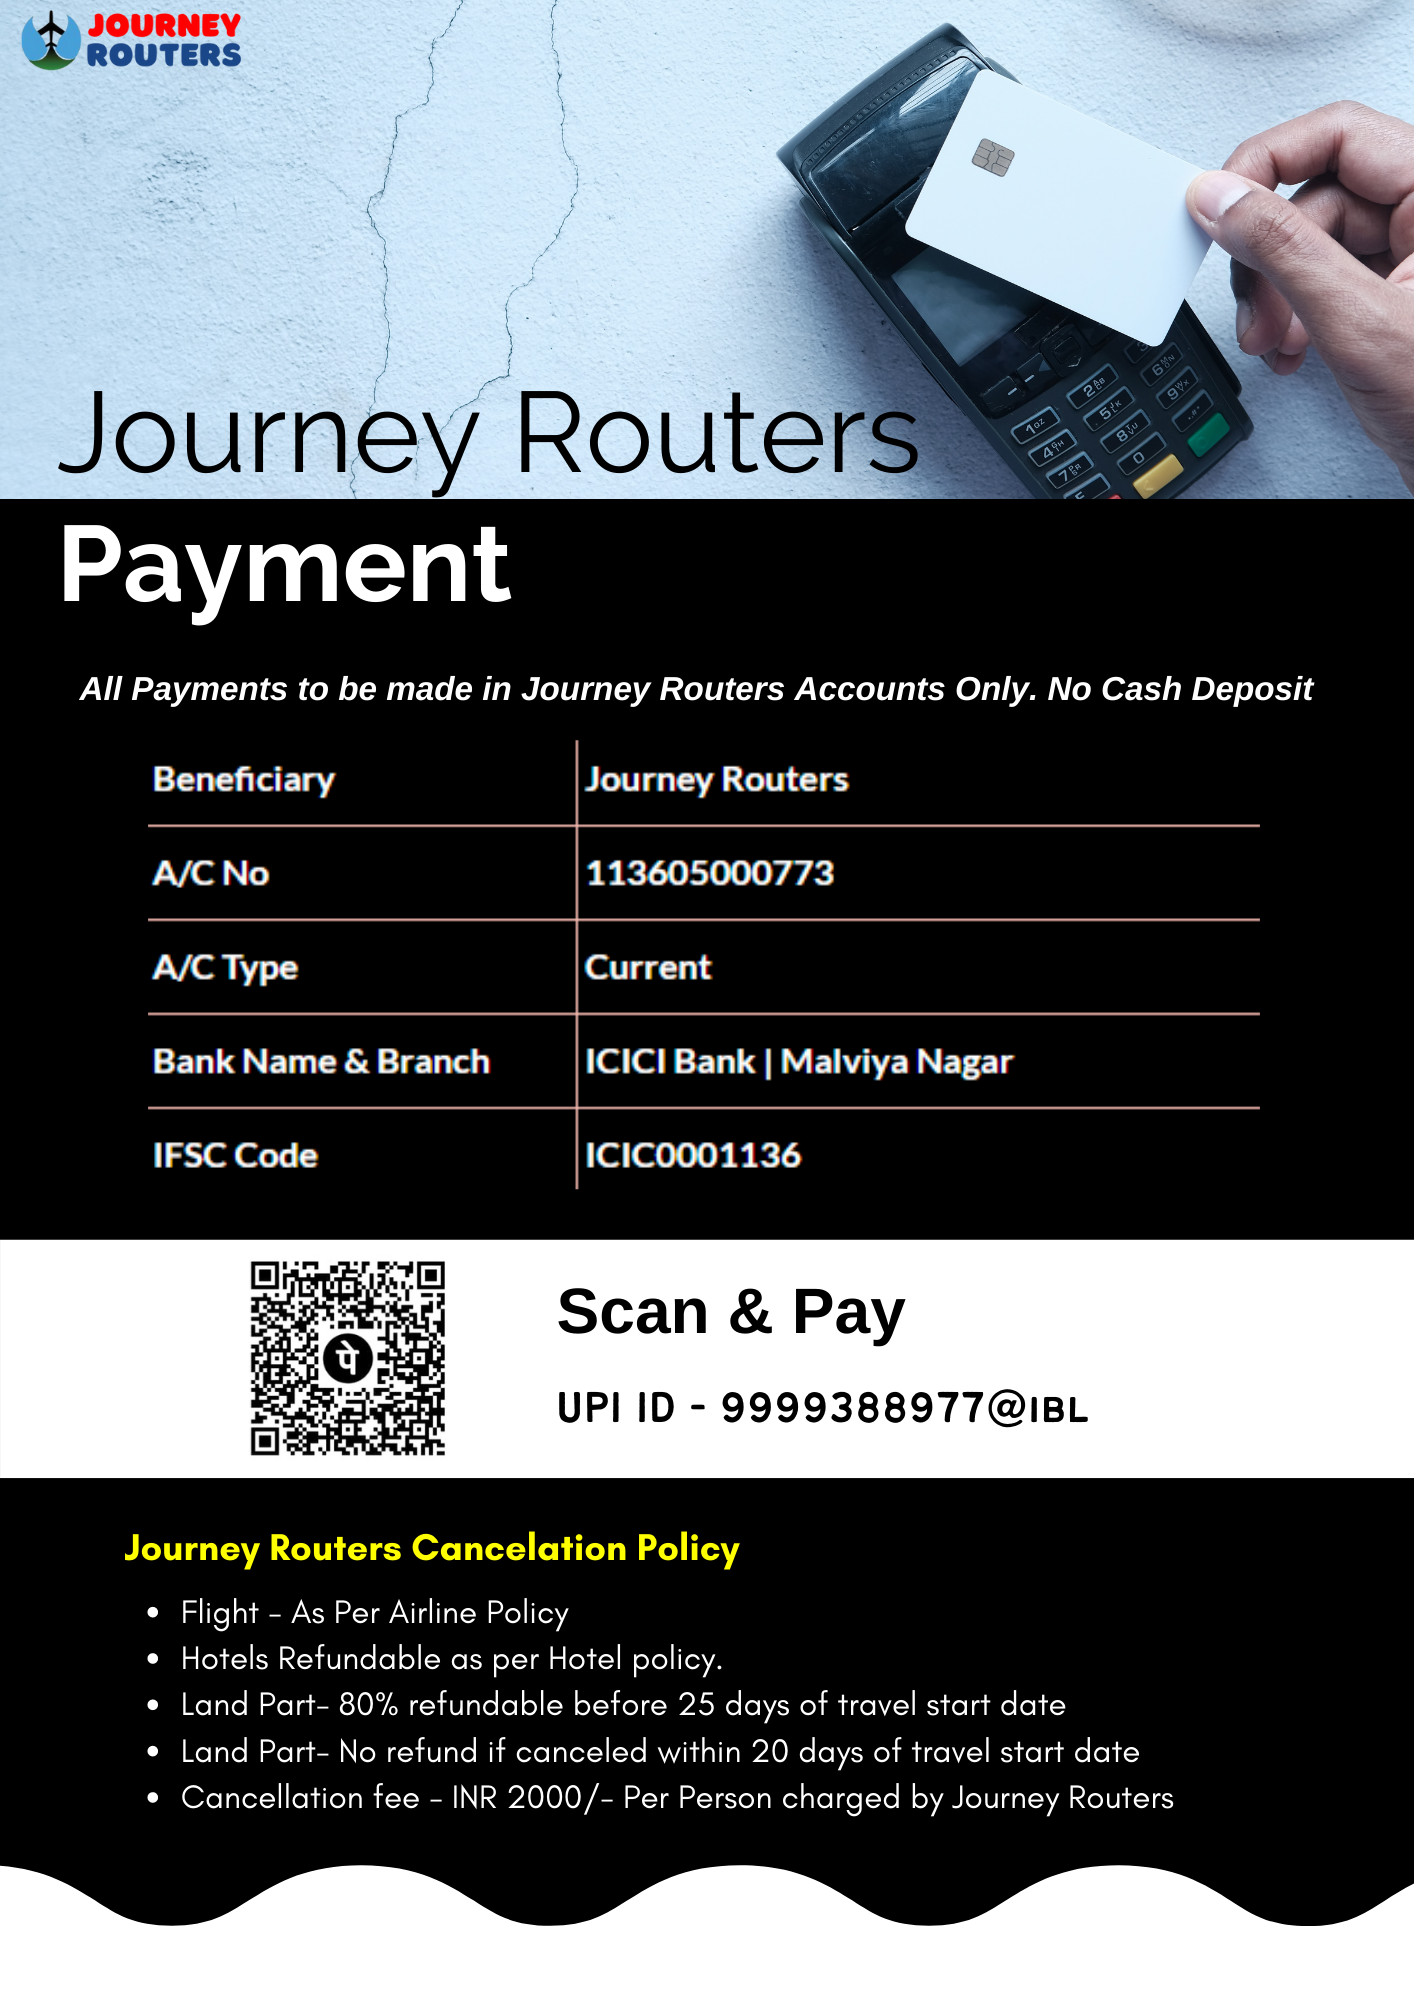 JOURNEY
ROUTERS
Journey Routers
Payment
All Payments to be made in Journey Routers Accounts Only. No Cash Deposit
Beneficiary Journey Routers
A/C No 113605000773
A/C Type Current
Bank Name & Branch ICICI Bank | Malviya Nagar
IFSC Code ICIC0001136
पे
Scan & Pay
UPI ID - 9999388977@IBL
Journey Routers Cancelation Policy
• Flight - As Per Airline Policy
• Hotels Refundable as per Hotel policy.
• Land Part- 80% refundable before 25 days of travel start date
• Land Part- No refund if canceled within 20 days of travel start date
• Cancellation fee - INR 2000/- Per Person charged by Journey Routers